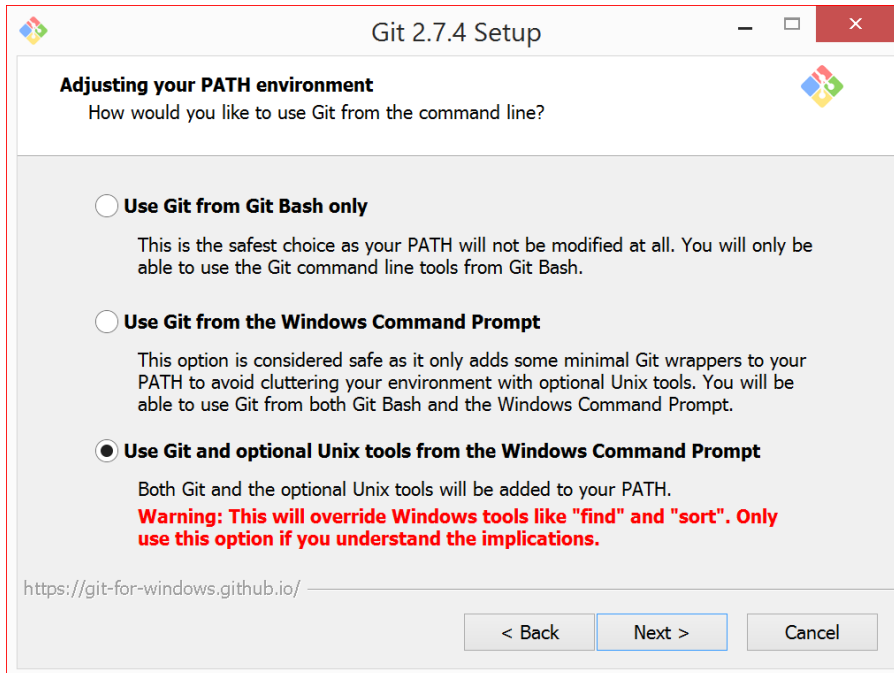 Git 2.7.4 Setup
Adjusting your PATH environment
How would you like to use Git from the command line?
Use Git from Git Bash only
This is the safest choice as your PATH will not be modified at all. You will only be
able to use the Git command line tools from Git Bash.
Use Git from the Windows Command Prompt
This option is considered safe as it only adds some minimal Git wrappers to your
PATH to avoid cluttering your environment with optional Unix tools. You will be
able to use Git from both Git Bash and the Windows Command Prompt.
Use Git and optional Unix tools from the Windows Command Prompt
Both Git and the optional Unix tools will be added to your PATH.
Warning: This will override Windows tools like "find" and "sort". Only
use this option if you understand the implications.
https://git-for-windows.github.io/
< Back Next > Cancel